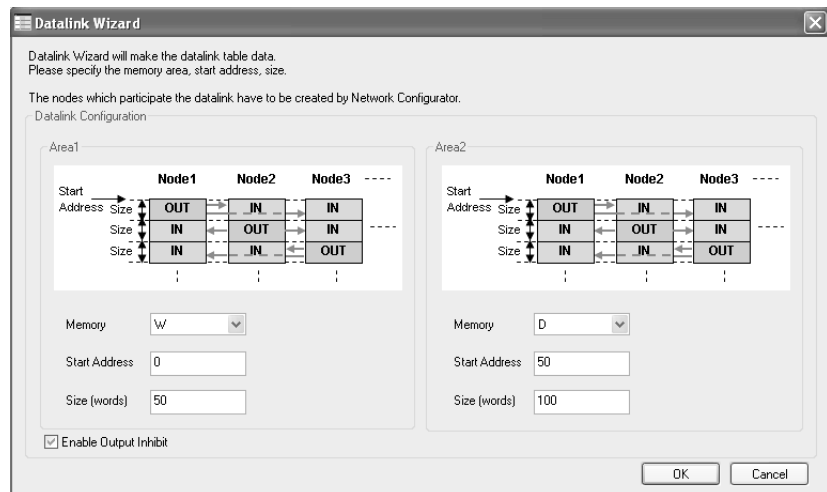 Datalink Wizard
Datalink Wizard will make the datalink table data.
Please specify the memory area, start address, size.
The nodes which participate the datalink have to be created by Network Configurator.
Datalink Configuration
Area1
Node1 Node2 Node3
Start
Address Size OUT IN IN
Size IN OUT IN
Size IN IN OUT
Memory W
Start Address 0
Size (words) 50
Area2
Node1 Node2 Node3
Start
Address Size OUT IN IN
Size IN OUT IN
Size IN IN OUT
Memory D
Start Address 50
Size (words) 100
Enable Output Inhibit
OK Cancel